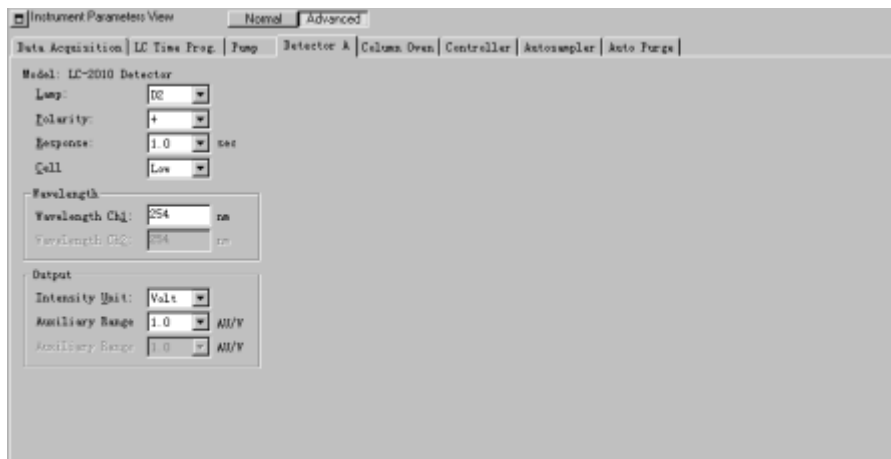 Instrument Parameters View Normal Advanced
Data Acquisition LC Time Prog. Pump Detector A Column Oven Controller Autosampler Auto Purge
Model: LC-2010 Detector
Lamp: D2
Polarity: +
Response: 1.0 sec
Cell Low
Wavelength
Wavelength Ch1: 254 nm
Wavelength Ch2: 254 nm
Output
Intensity Unit: Volt
Auxiliary Range 1.0 AU/V
Auxiliary Range 1.0 AU/V